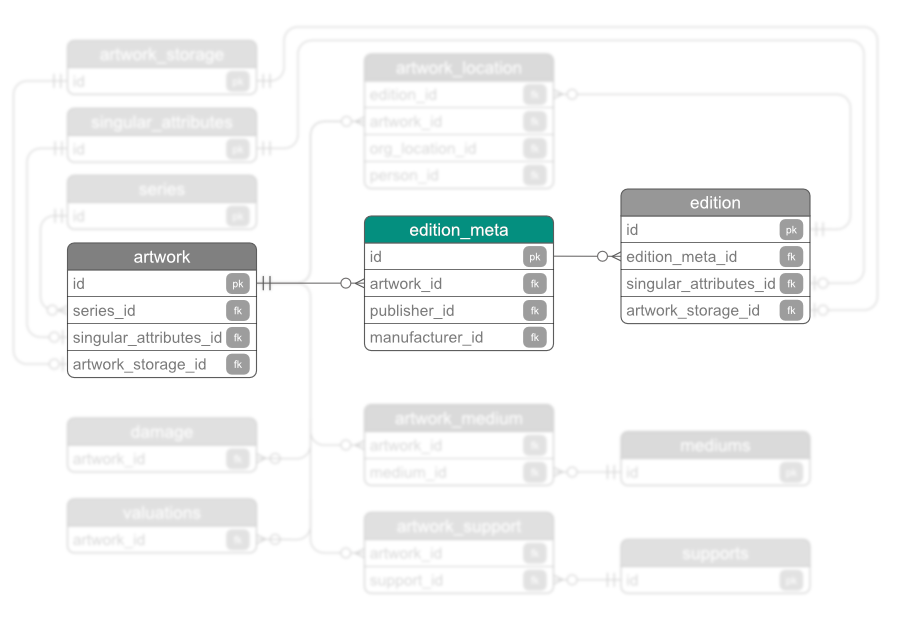 artwork_storage
id pk
singular_attributes
id pk
series
id pk
artwork
id pk
series_id fk
singular_attributes_id fk
artwork_storage_id fk
damage
artwork_id fk
valuations
artwork_id fk
artwork_location
edition_id fk
artwork_id fk
org_location_id fk
person_id fk
edition_meta
id pk
artwork_id fk
publisher_id fk
manufacturer_id fk
artwork_medium
artwork_id fk
medium_id fk
artwork_support
artwork_id fk
support_id fk
edition
id pk
edition_meta_id fk
singular_attributes_id fk
artwork_storage_id fk
mediums
id pk
supports
id pk